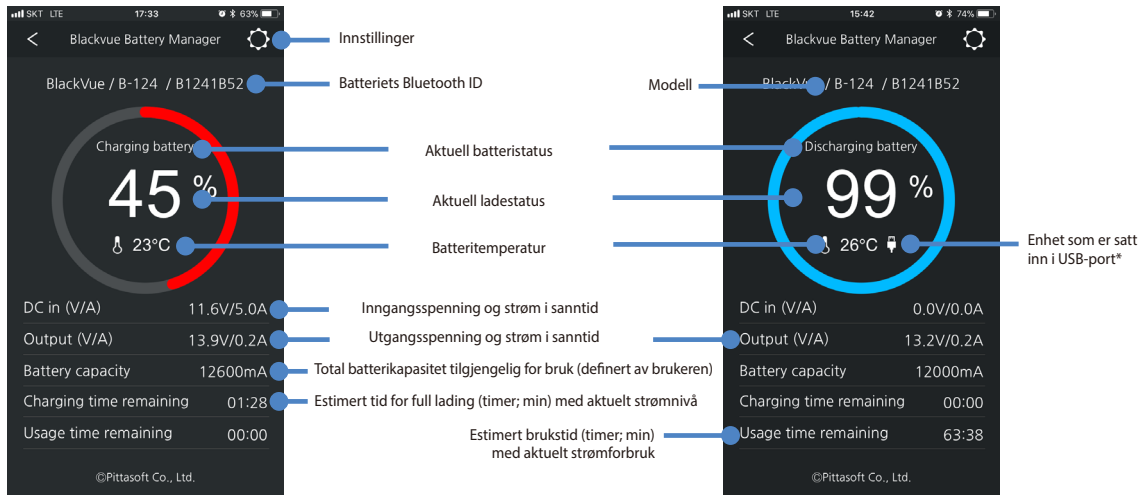 SKT LTE 17:33 63%
Blackvue Battery Manager
BlackVue / B-124 / B1241B52
Charging battery
45 %
23°C
DC in (V/A) 11.6V/5.0A
Output (V/A) 13.9V/0.2A
Battery capacity 12600mA
Charging time remaining 01:28
Usage time remaining 00:00
©Pittasoft Co., Ltd.
Innstillinger
Batteriets Bluetooth ID
Modell
Aktuell batteristatus
Aktuell ladestatus
Batteritemperatur
Inngangsspenning og strøm i sanntid
Utgangsspenning og strøm i sanntid
Total batterikapasitet tilgjengelig for bruk (definert av brukeren)
Estimert tid for full lading (timer; min) med aktuelt strømnivå
Estimert brukstid (timer; min)
med aktuelt strømforbruk
SKT LTE 15:42 74%
Blackvue Battery Manager
BlackVue / B-124 / B1241B52
Discharging battery
99 %
26°C
DC in (V/A) 0.0V/0.0A
Output (V/A) 13.2V/0.2A
Battery capacity 12000mA
Charging time remaining 00:00
Usage time remaining 63:38
©Pittasoft Co., Ltd.
Enhet som er satt
inn i USB-port*